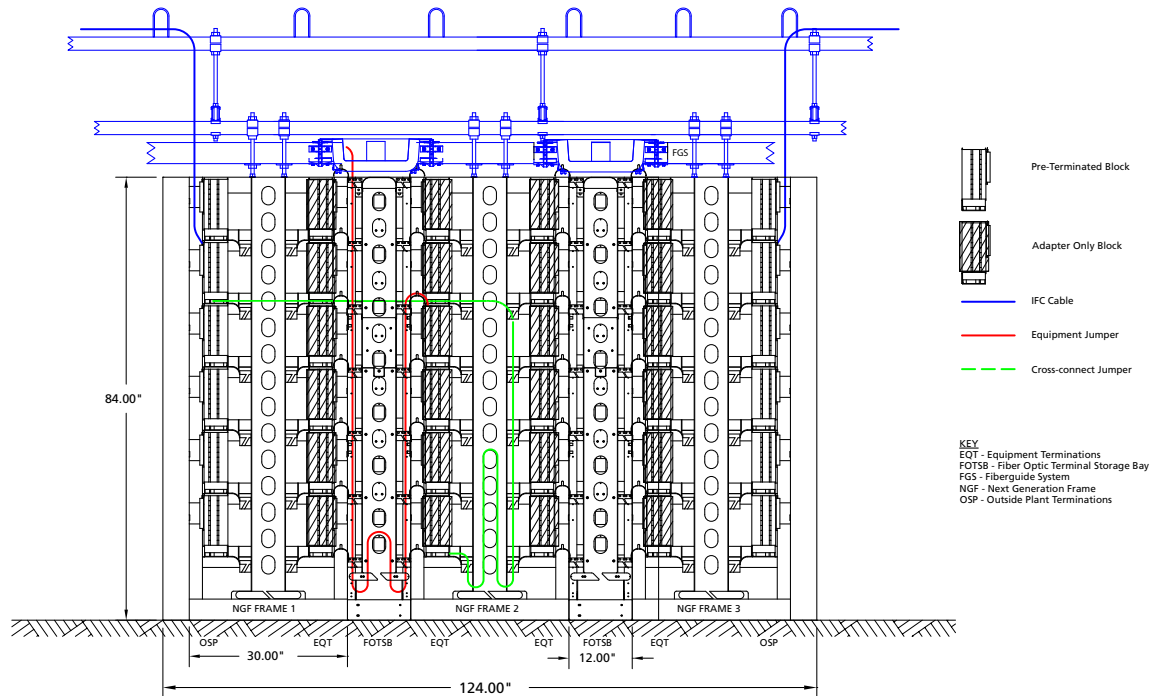 FGS
Pre-Terminated Block
Adapter Only Block
IFC Cable
Equipment Jumper
Cross-connect Jumper
84.00"
KEY
EQT - Equipment Terminations
FOTSB - Fiber Optic Terminal Storage Bay
FGS - Fiberguide System
NGF - Next Generation Frame
OSP - Outside Plant Terminations
NGF FRAME 1
NGF FRAME 2
NGF FRAME 3
OSP
EQT
FOTSB
EQT
EQT
FOTSB
EQT
OSP
30.00"
12.00"
124.00"